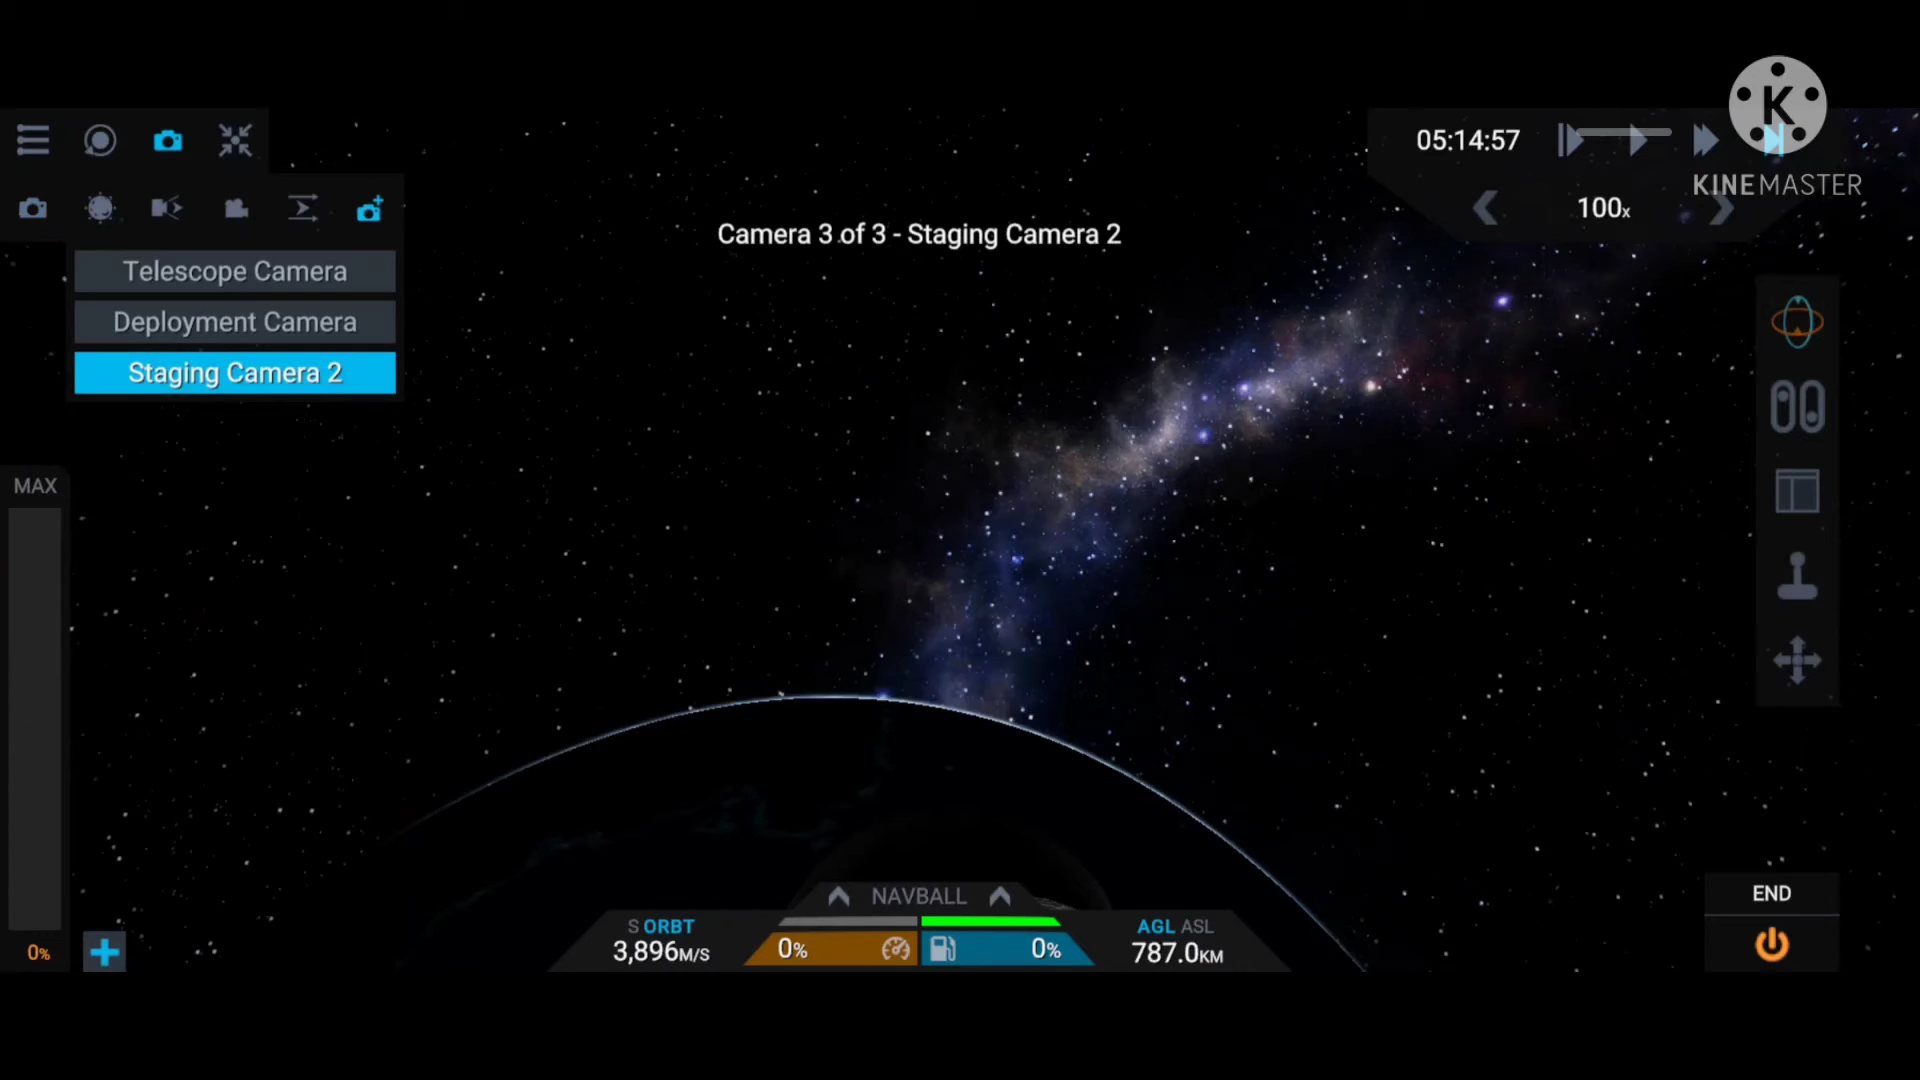 05:14:57
KINEMASTER
100x
Camera 3 of 3 - Staging Camera 2
Telescope Camera
Deployment Camera
Staging Camera 2
MAX
0%
NAVBALL
S ORBT
3,896M/S
0%
0%
AGL ASL
787.0KM
END